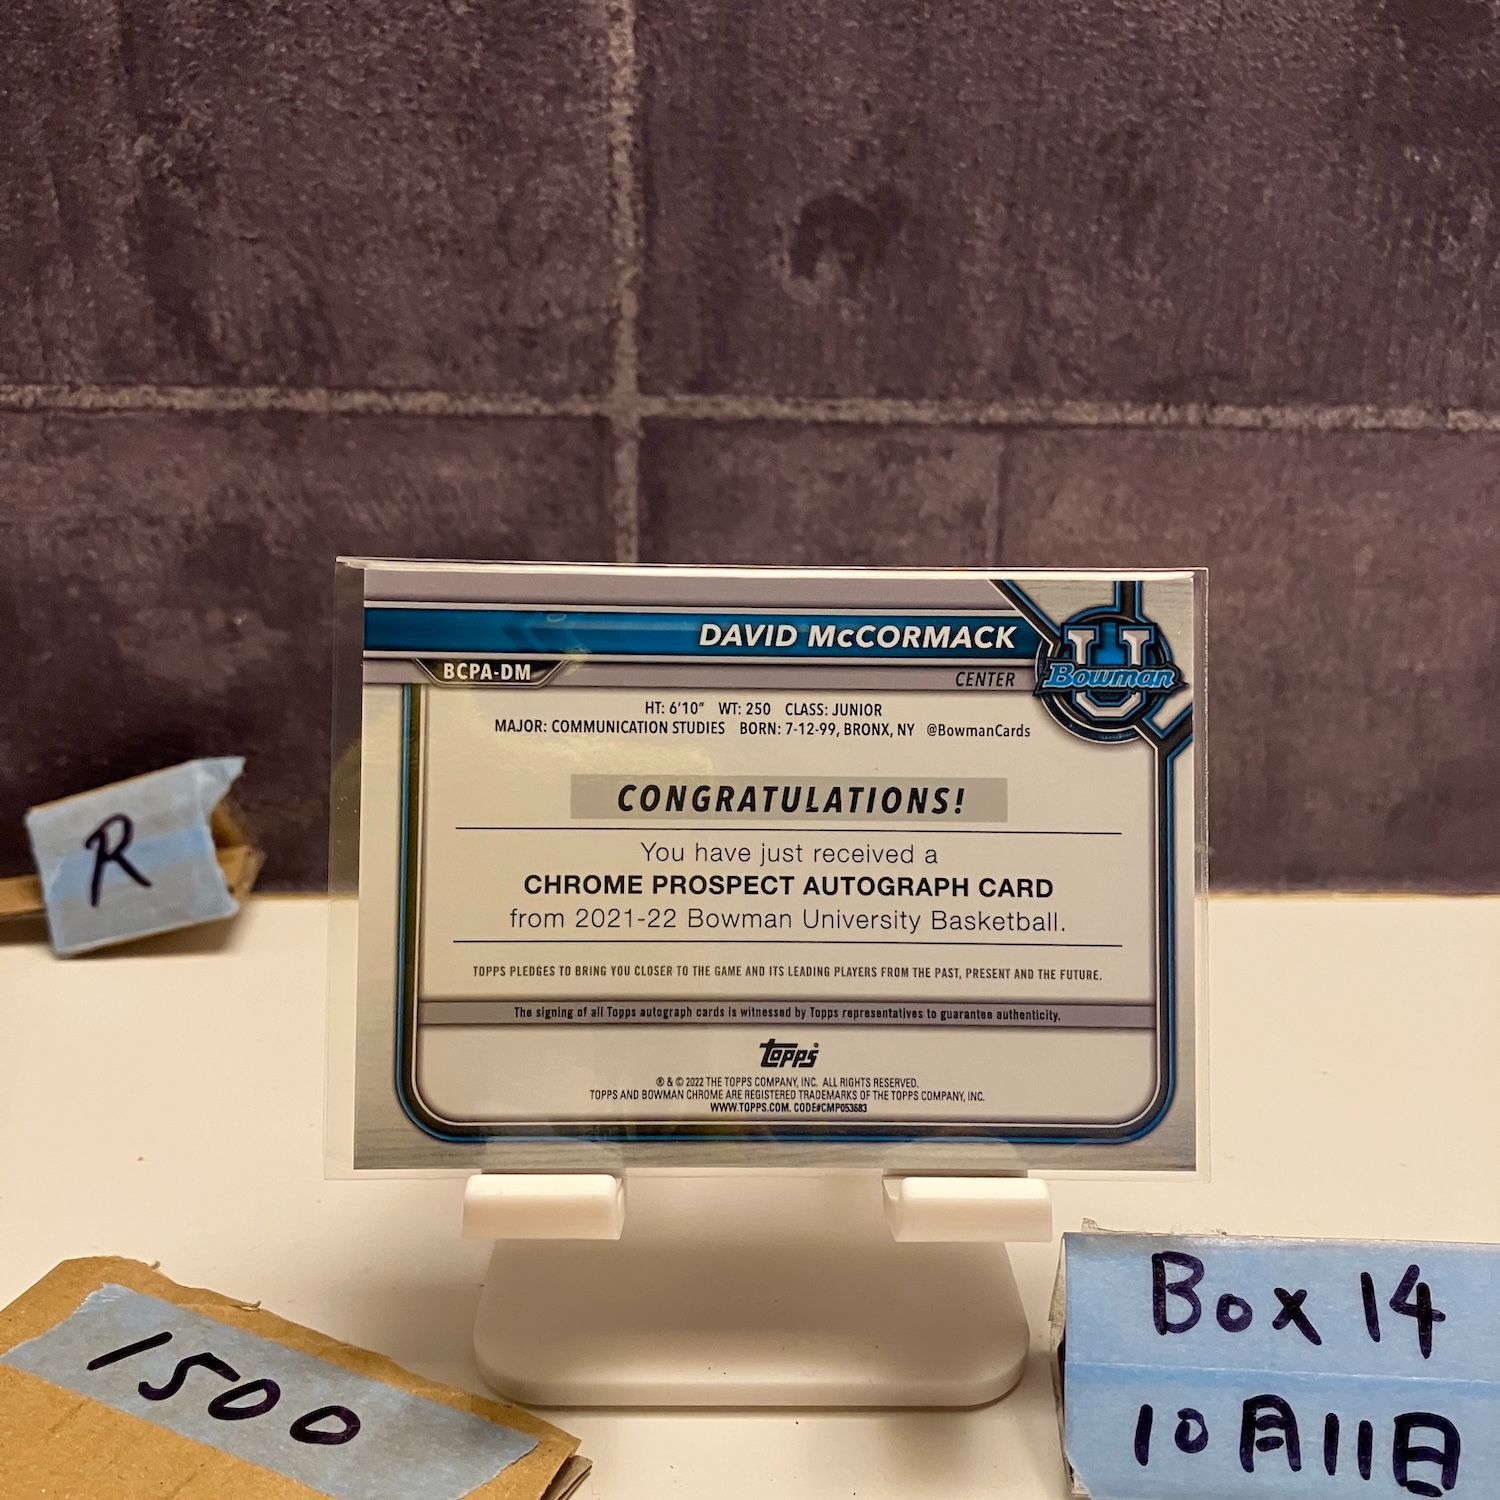 DAVID McCORMACK
BCPA-DM
CENTER
U
Bowman
HT: 6'10" WT: 250 CLASS: JUNIOR
MAJOR: COMMUNICATION STUDIES BORN: 7-12-99, BRONX, NY @BowmanCards
CONGRATULATIONS!
You have just received a
CHROME PROSPECT AUTOGRAPH CARD
from 2021-22 Bowman University Basketball.
TOPPS PLEDGES TO BRING YOU CLOSER TO THE GAME AND ITS LEADING PLAYERS FROM THE PAST, PRESENT AND THE FUTURE.
The signing of all Topps autograph cards is witnessed by Topps representatives to guarantee authenticity.
topps®
® & © 2022 THE TOPPS COMPANY, INC. ALL RIGHTS RESERVED.
TOPPS AND BOWMAN CHROME ARE REGISTERED TRADEMARKS OF THE TOPPS COMPANY, INC.
WWW.TOPPS.COM. CODE#CMP053683
R
1500
Box 14
10月11日